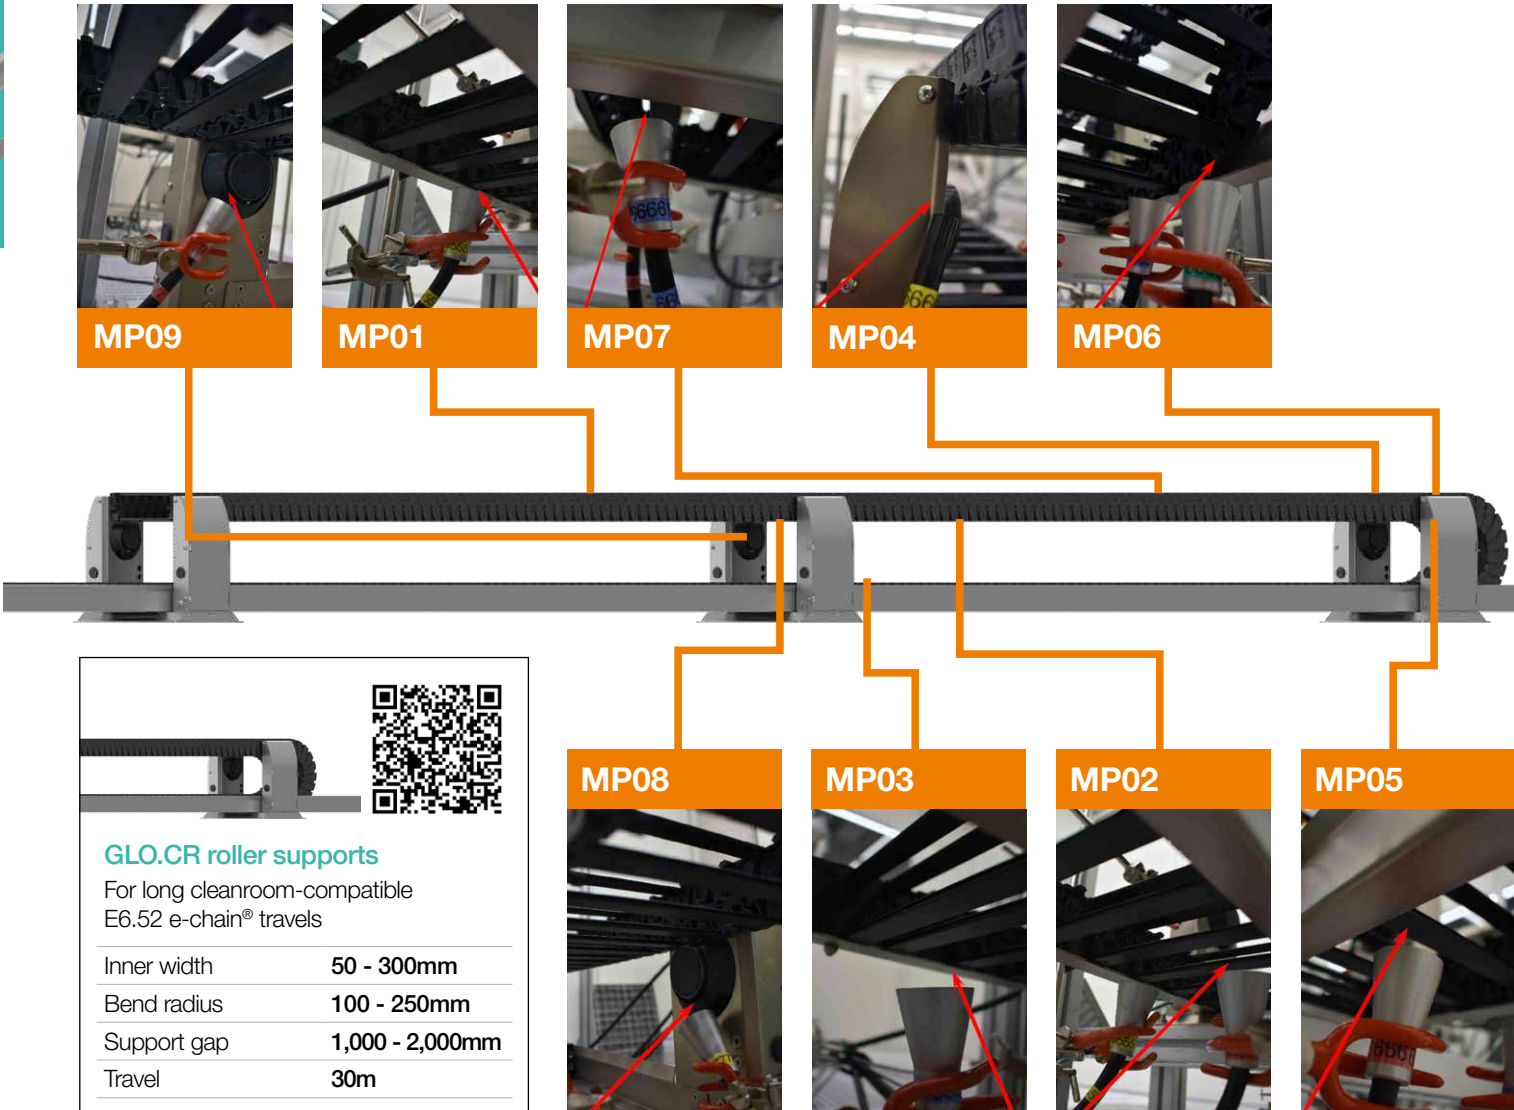 MP09
MP01
MP07
MP04
MP06
MP08
MP03
MP02
MP05
GLO.CR roller supports
For long cleanroom-compatible
E6.52 e-chain® travels
Inner width 50 - 300mm
Bend radius 100 - 250mm
Support gap 1,000 - 2,000mm
Travel 30m